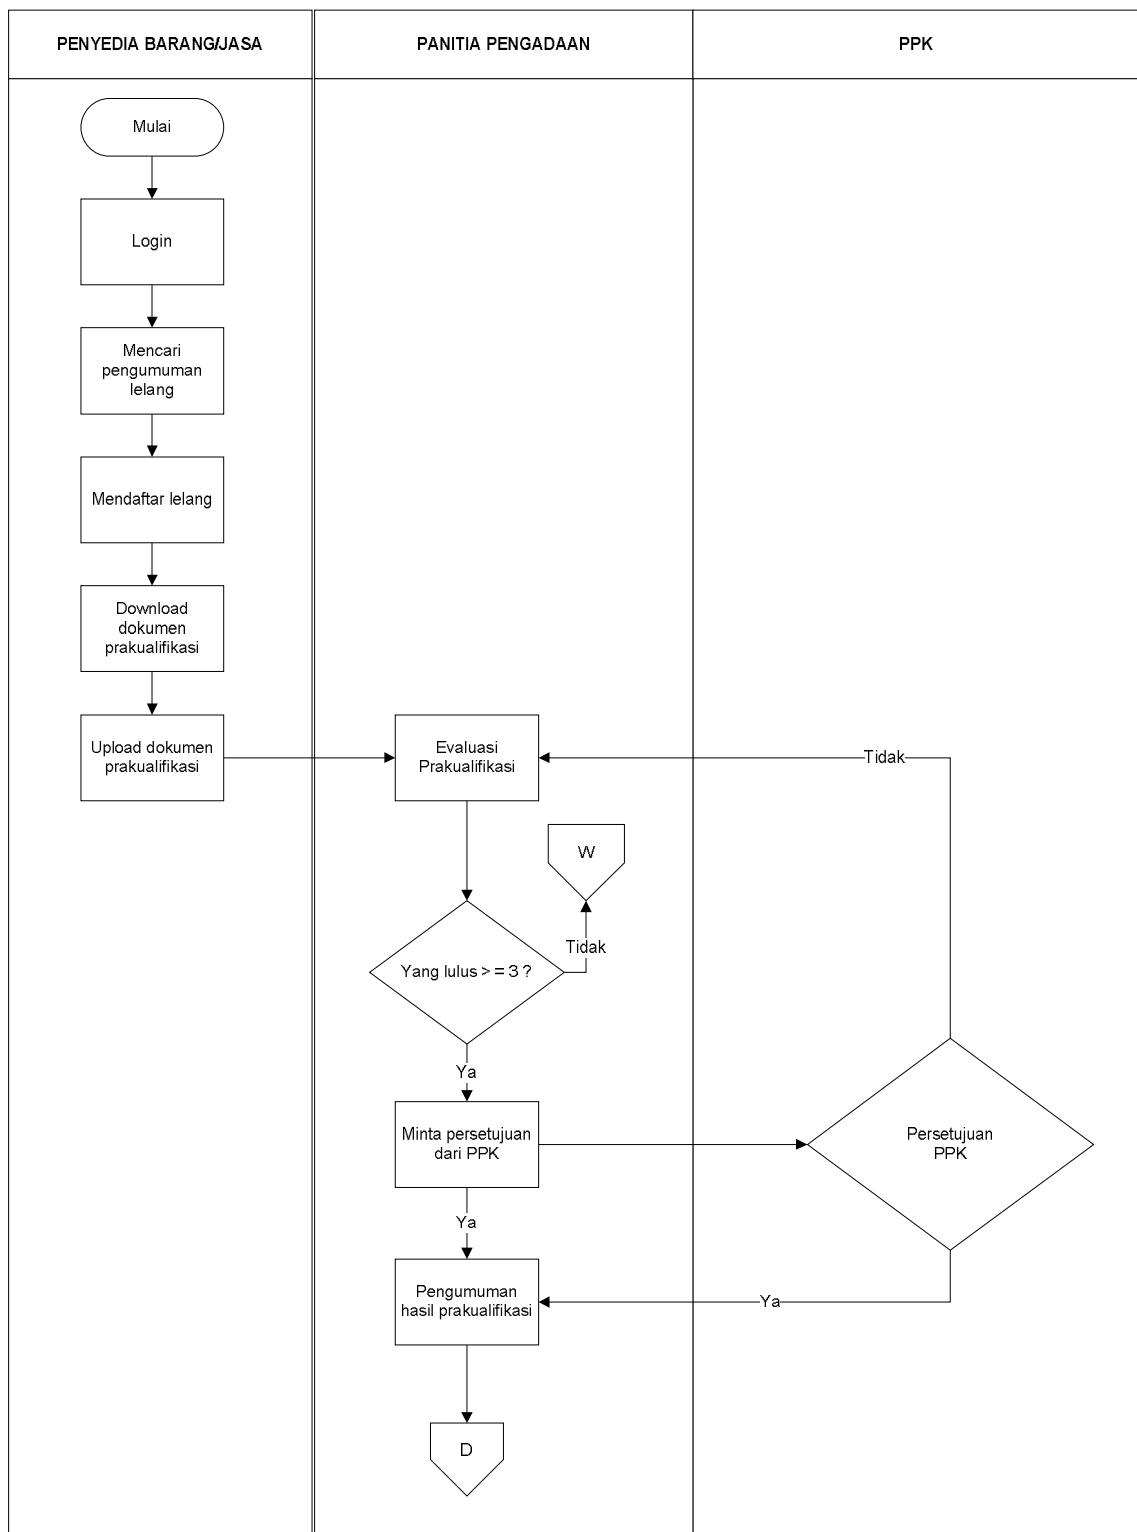 PENYEDIA BARANG/JASA
PANITIA PENGADAAN
PPK
Mulai
Login
Mencari
pengumuman
lelang
Mendaftar lelang
Download
dokumen
prakualifikasi
Upload dokumen
prakualifikasi
Evaluasi
Prakualifikasi
Tidak
W
Tidak
Yang lulus > = 3 ?
Ya
Minta persetujuan
dari PPK
Persetujuan
PPK
Ya
Pengumuman
hasil prakualifikasi
Ya
D